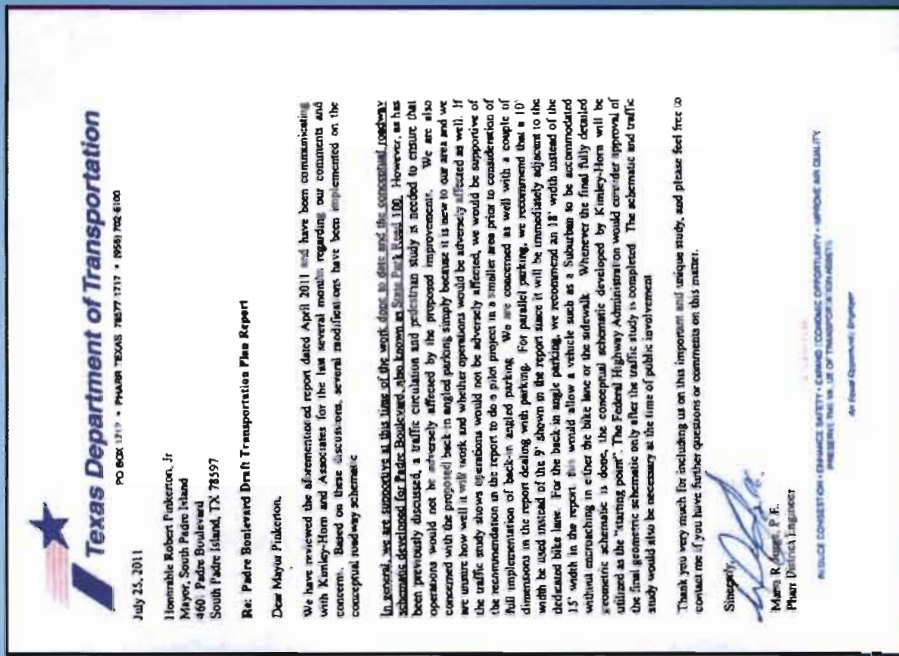 Texas Department of Transportation
PO BOX 1717 • PHARR TEXAS 78577 1717 • (956) 702-6100
July 25, 2011
Honorable Robert Pinkerton, Jr
Mayor, South Padre Island
4601 Padre Boulevard
South Padre Island, TX 78597
Re: Padre Boulevard Draft Transportation Plan Report
Dear Mayor Pinkerton,
We have reviewed the aforementioned report dated April 2011 and have been communicating
with Kimley-Horn and Associates for the last several months regarding our comments and
concerns. Based on these discussions, several modifications have been implemented on the
conceptual roadway schematic
In general, we are supportive at this time of the work done to date and the conceptual roadway
schematic developed for Padre Boulevard, also known as State Park Road 100. However, as has
been previously discussed, a traffic circulation and pedestrian study is needed to ensure that
operations would not be adversely affected by the proposed improvements. We are also
concerned with the proposed back in angled parking simply because it is new to our area and we
are unsure how well it will work and whether operations would be adversely affected as well. If
the traffic study shows operations would not be adversely affected, we would be supportive of
the recommendation in the report to do a pilot project in a smaller area prior to consideration of
full implementation of back-in angled parking. We are concerned as well with a couple of
dimensions in the report dealing with parking. For parallel parking, we recommend that a 10'
width be used instead of the 9' shown in the report since it will be immediately adjacent to the
dedicated bike lane. For the back in angle parking, we recommend an 18' width instead of the
15' width in the report, this would allow a vehicle such as a Suburban to be accommodated
without encroaching in either the bike lane or the sidewalk. Whenever the final fully detailed
geometric schematic is done, the conceptual schematic developed by Kimley-Horn will be
utilized as the "starting point". The Federal Highway Administration would consider approval of
the final geometric schematic only after the traffic study is completed. The schematic and traffic
study would also be necessary at the time of public involvement
Thank you very much for including us on this important and unique study, and please feel free to
contact me if you have further questions or comments on this matter.
Sincerely,
Mario R. P.E.
Pharr District Engineer
REDUCE CONGESTION • ENHANCE SAFETY • EXPAND ECONOMIC OPPORTUNITY • IMPROVE AIR QUALITY
PRESERVE THE VALUE OF TRANSPORTATION ASSETS
An Equal Opportunity Employer